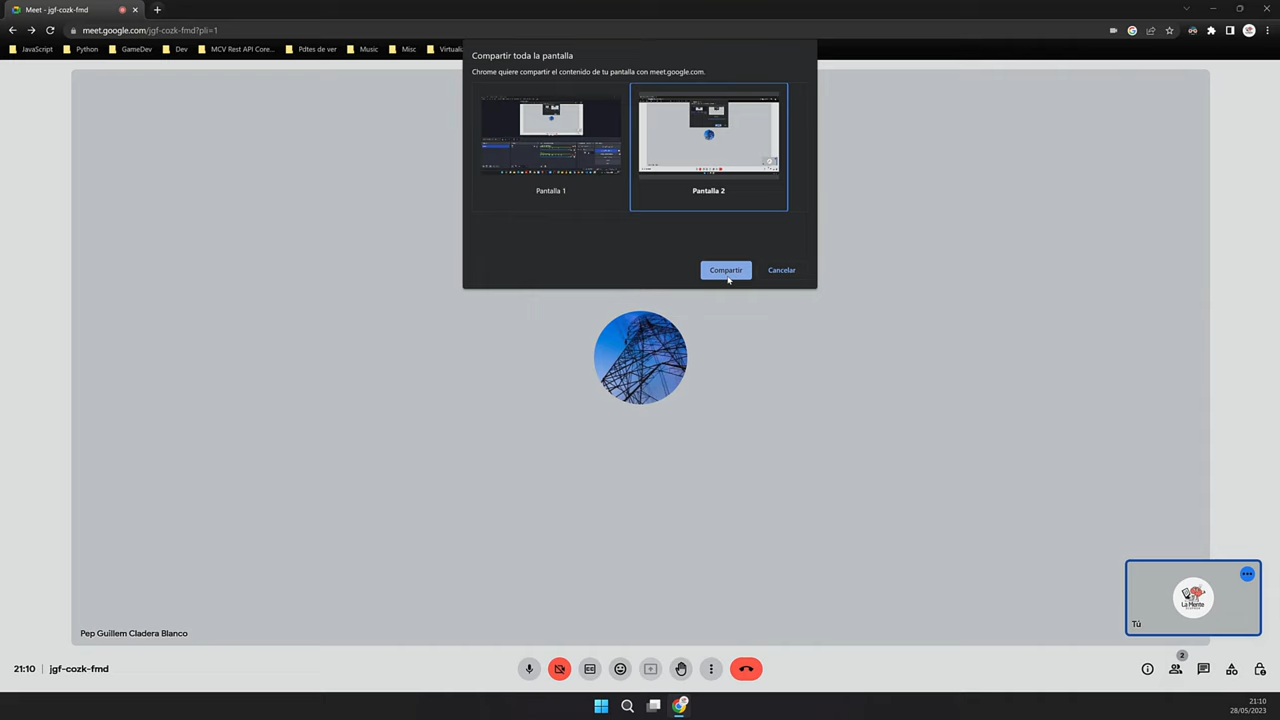 Meet - jgf-cozk-fmd
meet.google.com/jgf-cozk-fmd?pli=1
JavaScript Python GameDev Dev MCV Rest API Core... Pdtes de ver Music Misc
Compartir toda la pantalla
Chrome quiere compartir el contenido de tu pantalla con meet.google.com.
Pantalla 1 Pantalla 2
Compartir Cancelar
La Mente
Tú
Pep Guillem Cladera Blanco
2
21:10 jgf-cozk-fmd
21:10
28/05/2023